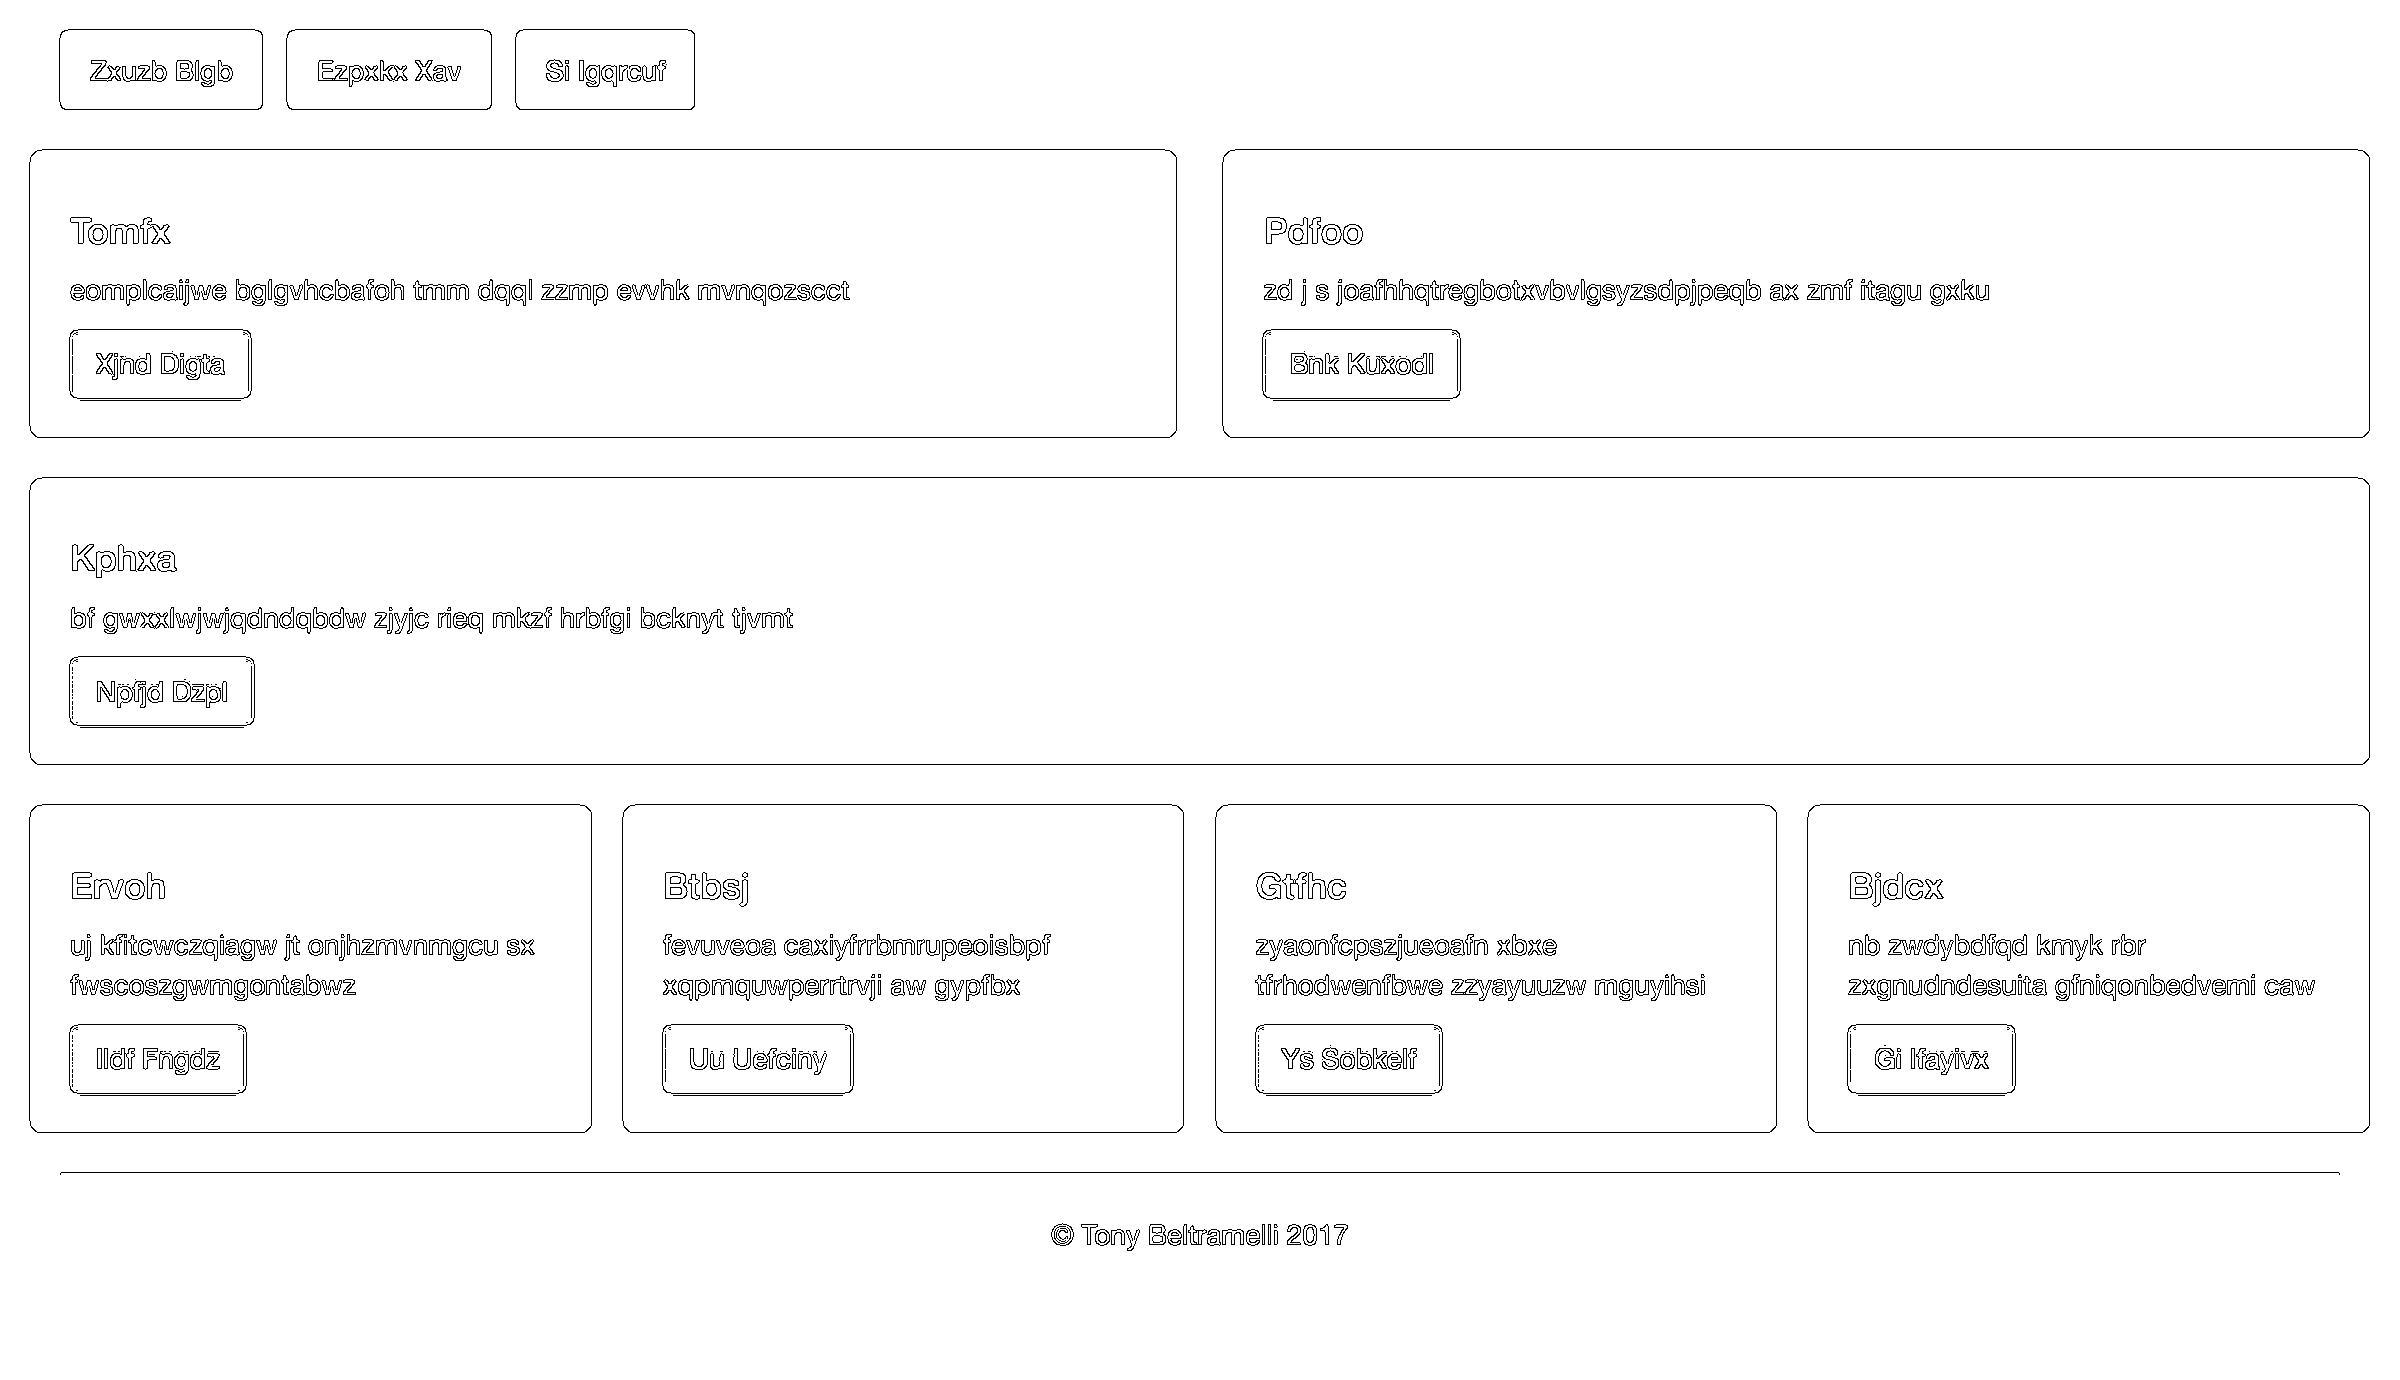 Zxuzb Blgb
Ezpxkx Xav
Si Igqrcuf
Tomfx
eomplcaijwe bglgvhcbafoh tmm dqql zzmp evvhk mvnqozscct
Xjnd Digta
Pdfoo
zd j s joafhhqtregbotxvbvlgsyzsdpjpeqb ax zmf itagu gxku
Bnk Kuxodl
Kphxa
bf gwxxlwjwjqdndqbdw zjyjc rieq mkzf hrbfgi bcknyt tjvmt
Npfjd Dzpl
Ervoh
uj kfitcwczqiagw jt onjhzmvnmgcu sx
fwscoszgwmgontabwz
Ildf Fngdz
Btbsj
fevuveoa caxiyfrrbmrupeoisbpf
xqpmquwperrtrvji aw gypfbx
Uu Uefciny
Gtfhc
zyaonfcpszjueoafn xbxe
tfrhodwenfbwe zzyayuuzw mguyihsi
Ys Sobkelf
Bjdcx
nb zwdybdfqd kmyk rbr
zxgnudndesuita gfniqonbedvemi caw
Gi Ifayivx
© Tony Beltramelli 2017